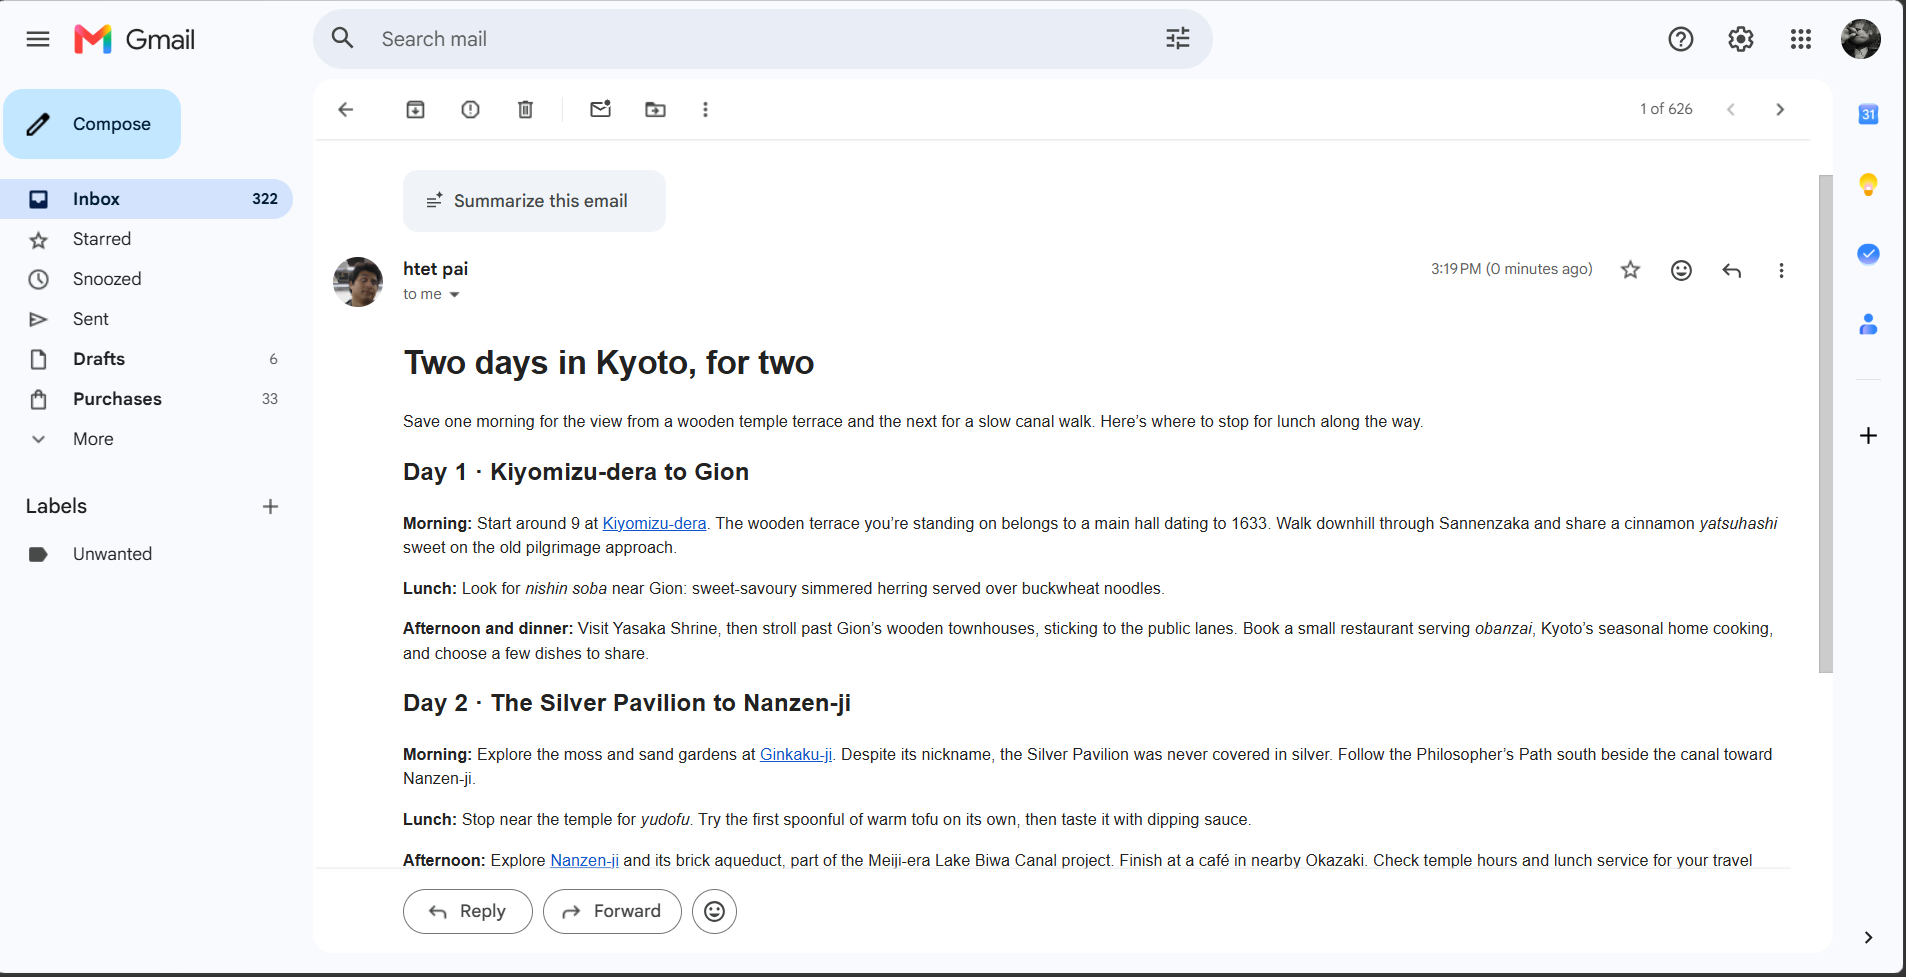 Gmail
Search mail
Compose
Inbox 322
Starred
Snoozed
Sent
Drafts 6
Purchases 33
More
Labels
Unwanted
1 of 626
31
Summarize this email
htet pai
3:19 PM (0 minutes ago)
to me
Two days in Kyoto, for two
Save one morning for the view from a wooden temple terrace and the next for a slow canal walk. Here’s where to stop for lunch along the way.
Day 1 · Kiyomizu-dera to Gion
Morning: Start around 9 at Kiyomizu-dera. The wooden terrace you’re standing on belongs to a main hall dating to 1633. Walk downhill through Sannenzaka and share a cinnamon yatsuhashi
sweet on the old pilgrimage approach.
Lunch: Look for nishin soba near Gion: sweet-savoury simmered herring served over buckwheat noodles.
Afternoon and dinner: Visit Yasaka Shrine, then stroll past Gion’s wooden townhouses, sticking to the public lanes. Book a small restaurant serving obanzai, Kyoto’s seasonal home cooking,
and choose a few dishes to share.
Day 2 · The Silver Pavilion to Nanzen-ji
Morning: Explore the moss and sand gardens at Ginkaku-ji. Despite its nickname, the Silver Pavilion was never covered in silver. Follow the Philosopher’s Path south beside the canal toward
Nanzen-ji.
Lunch: Stop near the temple for yudofu. Try the first spoonful of warm tofu on its own, then taste it with dipping sauce.
Afternoon: Explore Nanzen-ji and its brick aqueduct, part of the Meiji-era Lake Biwa Canal project. Finish at a café in nearby Okazaki. Check temple hours and lunch service for your travel
Reply
Forward